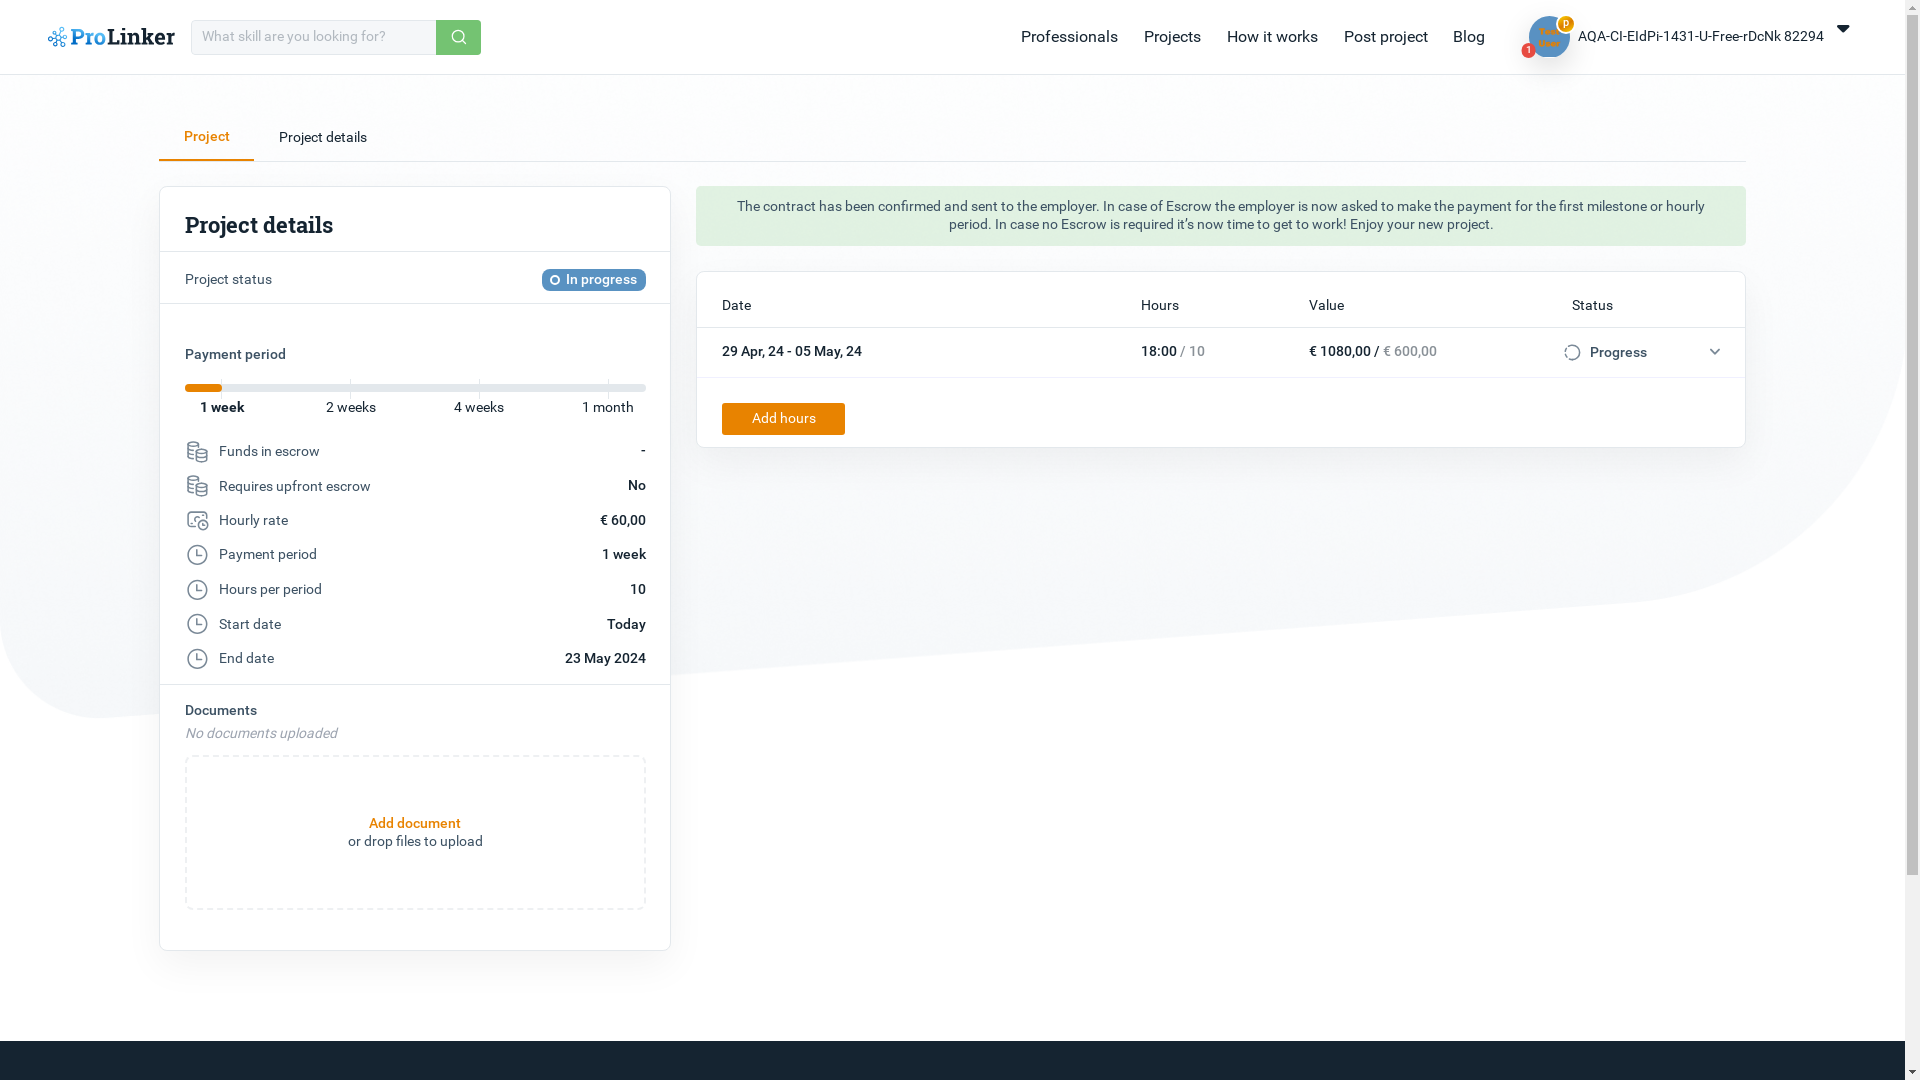 ProLinker
What skill are you looking for?
Professionals
Projects
How it works
Post project
Blog
P
1
AQA-CI-EIdPi-1431-U-Free-rDcNk 82294
Project
Project details
Project details
Project status
In progress
Payment period
1 week
2 weeks
4 weeks
1 month
Funds in escrow -
Requires upfront escrow No
Hourly rate € 60,00
Payment period 1 week
Hours per period 10
Start date Today
End date 23 May 2024
Documents
No documents uploaded
Add document
or drop files to upload
The contract has been confirmed and sent to the employer. In case of Escrow the employer is now asked to make the payment for the first milestone or hourly
period. In case no Escrow is required it’s now time to get to work! Enjoy your new project.
Date Hours Value Status
29 Apr, 24 - 05 May, 24 18:00 / 10 € 1080,00 / € 600,00 Progress
Add hours